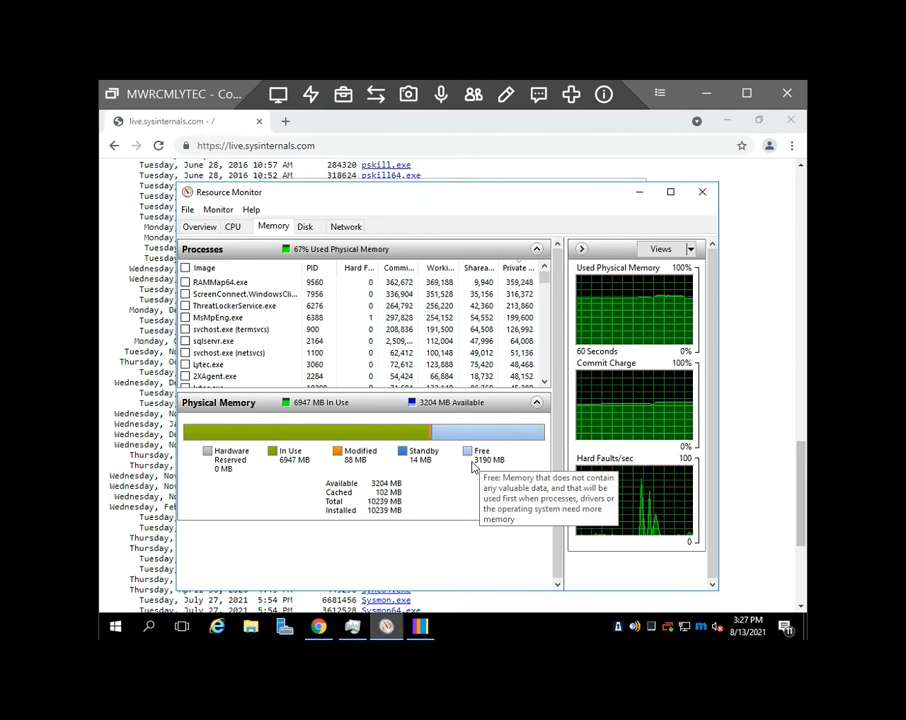 MWRCMLYTEC - Co...
live.sysinternals.com - /
https://live.sysinternals.com
Tuesday, June 28, 2016 10:57 AM 284320 pskill.exe
Tuesday, June 28, 2016 10:52 AM 318624 pskill64.exe
Resource Monitor
File Monitor Help
Overview CPU Memory Disk Network
Processes 67% Used Physical Memory
Image PID Hard F... Commi... Worki... Sharea... Private ...
RAMMap64.exe 9560 0 362,672 369,188 9,940 359,248
ScreenConnect.WindowsCli... 7956 0 336,904 351,528 35,156 316,372
ThreatLockerService.exe 6276 0 264,792 256,220 42,360 213,860
MsMpEng.exe 6388 1 297,828 254,152 54,552 199,600
svchost.exe (termsvcs) 900 0 208,836 191,500 64,508 126,992
sqlservr.exe 2164 0 2,509,... 112,004 47,996 64,008
svchost.exe (netsvcs) 1100 0 62,412 100,148 49,012 51,136
Lytec.exe 3060 0 72,612 123,888 75,420 48,468
2XAgent.exe 2284 0 54,424 66,884 18,732 48,152
Physical Memory 6947 MB In Use 3204 MB Available
Hardware Reserved 0 MB
In Use 6947 MB
Modified 88 MB
Standby 14 MB
Free 3190 MB
Available 3204 MB
Cached 102 MB
Total 10239 MB
Installed 10239 MB
Free: Memory that does not contain
any valuable data, and that will be
used first when processes, drivers or
the operating system need more
memory
Views
Used Physical Memory 100%
60 Seconds 0%
Commit Charge 100%
0%
Hard Faults/sec 100
0
Tuesday, July 27, 2021 5:54 PM 6681456 Sysmon.exe
Tuesday, July 27, 2021 5:54 PM 3612528 Sysmon64.exe
3:27 PM
8/13/2021